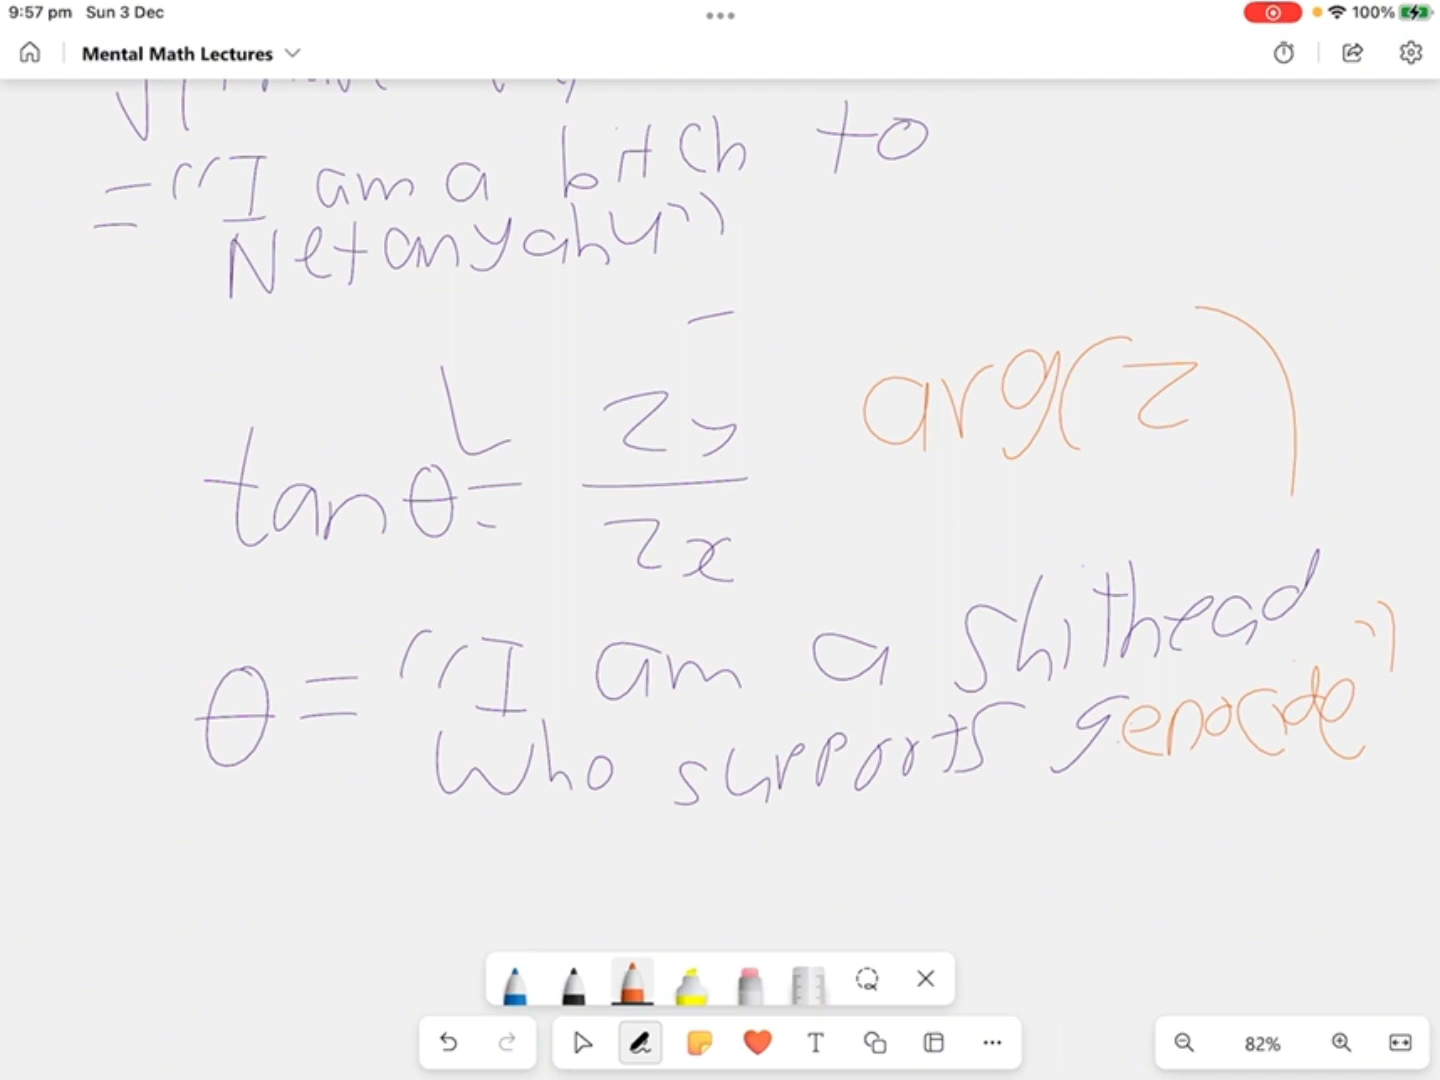 9:57 pm Sun 3 Dec
100%
Mental Math Lectures
= "I am a bitch to
Netanyahu"
tan θ = zy
zx
arg(z)
θ = "I am a shithead
who supports genocide"
T
82%